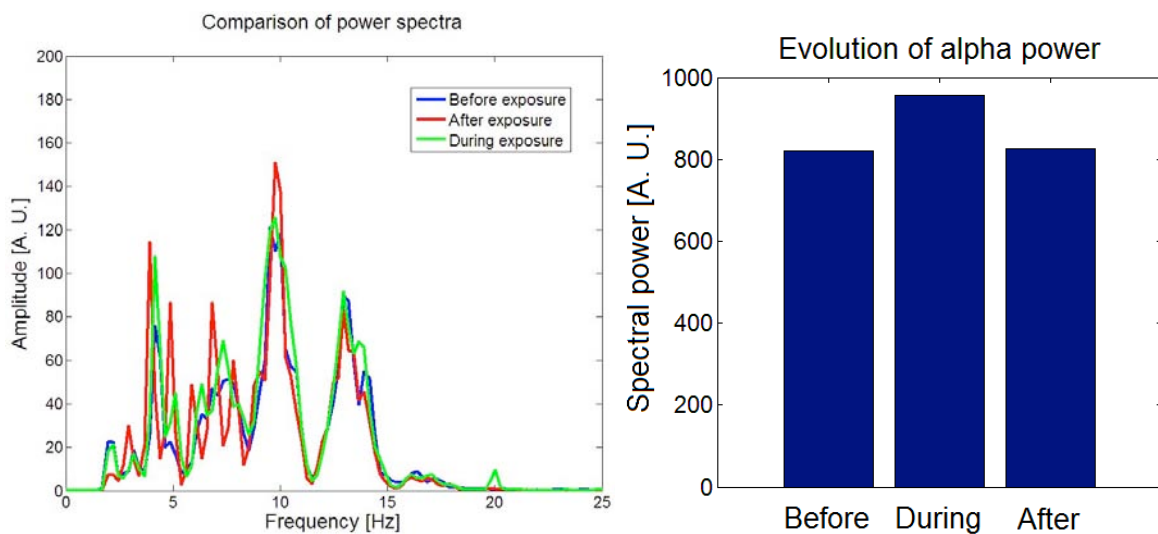 Comparison of power spectra
200
180
160
140
120
100
80
60
40
20
0
Amplitude [A. U.]
Before exposure
After exposure
During exposure
0 5 10 15 20 25
Frequency [Hz]
Evolution of alpha power
1000
800
600
400
200
0
Spectral power [A. U.]
Before During After